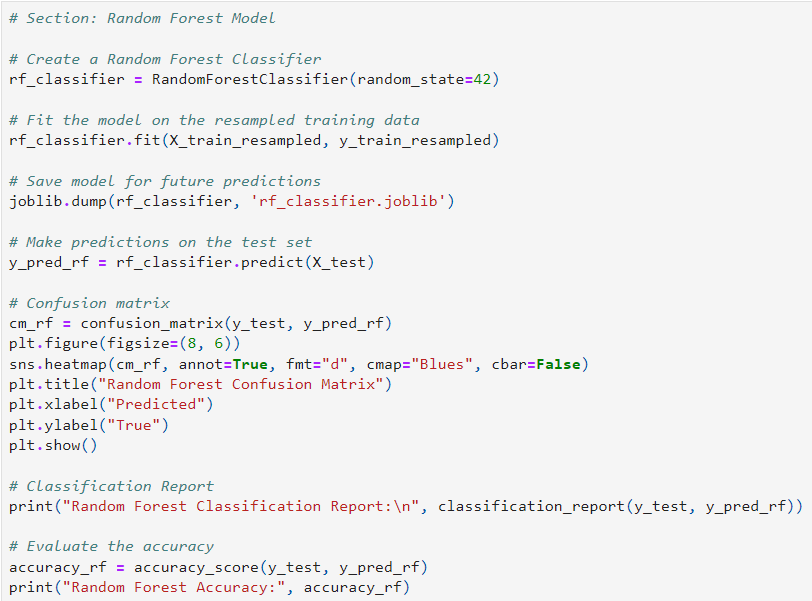 # Section: Random Forest Model
# Create a Random Forest Classifier
rf_classifier = RandomForestClassifier(random_state=42)
# Fit the model on the resampled training data
rf_classifier.fit(X_train_resampled, y_train_resampled)
# Save model for future predictions
joblib.dump(rf_classifier, 'rf_classifier.joblib')
# Make predictions on the test set
y_pred_rf = rf_classifier.predict(X_test)
# Confusion matrix
cm_rf = confusion_matrix(y_test, y_pred_rf)
plt.figure(figsize=(8, 6))
sns.heatmap(cm_rf, annot=True, fmt="d", cmap="Blues", cbar=False)
plt.title("Random Forest Confusion Matrix")
plt.xlabel("Predicted")
plt.ylabel("True")
plt.show()
# Classification Report
print("Random Forest Classification Report:\n", classification_report(y_test, y_pred_rf))
# Evaluate the accuracy
accuracy_rf = accuracy_score(y_test, y_pred_rf)
print("Random Forest Accuracy:", accuracy_rf)